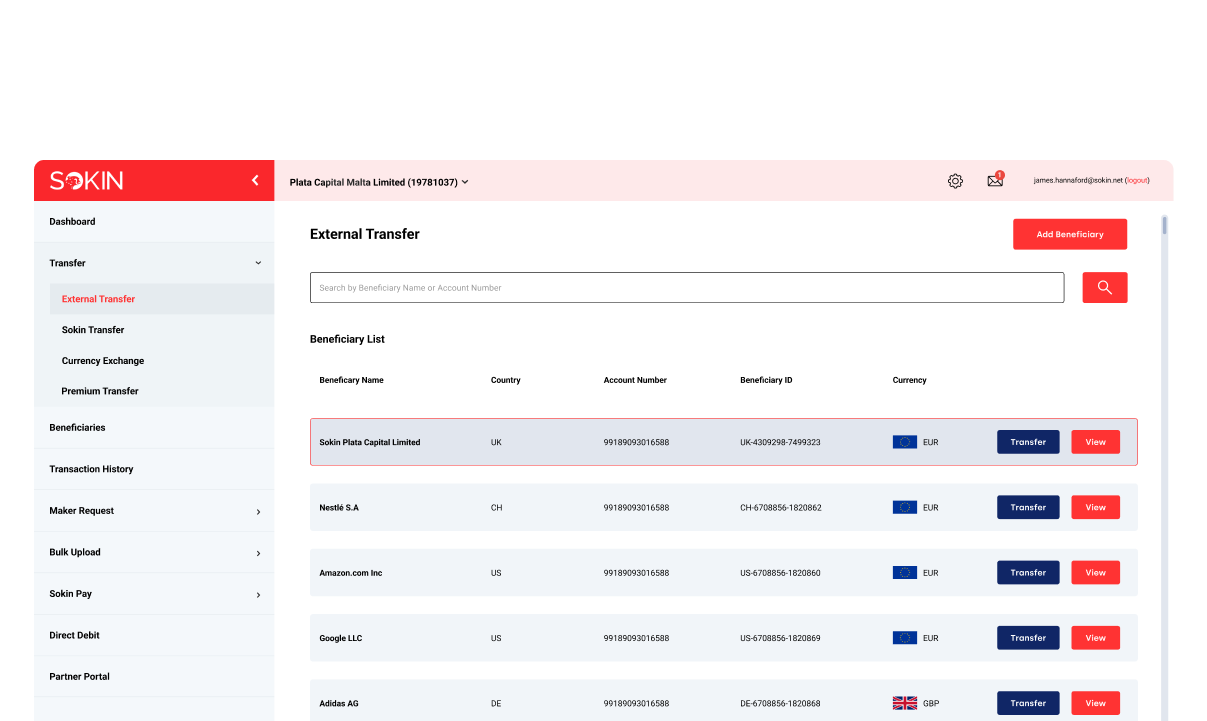 SOKIN
Plata Capital Malta Limited (19781037)
1
james.hannaford@sokin.net (logout)
Dashboard
Transfer
External Transfer
Sokin Transfer
Currency Exchange
Premium Transfer
Beneficiaries
Transaction History
Maker Request
Bulk Upload
Sokin Pay
Direct Debit
Partner Portal
External Transfer
Add Beneficiary
Search by Beneficiary Name or Account Number
Beneficiary List
Beneficary Name Country Account Number Beneficiary ID Currency
Sokin Plata Capital Limited UK 99189093016588 UK-4309298-7499323 EUR Transfer View
Nestlé S.A CH 99189093016588 CH-6708856-1820862 EUR Transfer View
Amazon.com Inc US 99189093016588 US-6708856-1820860 EUR Transfer View
Google LLC US 99189093016588 US-6708856-1820869 EUR Transfer View
Adidas AG DE 99189093016588 DE-6708856-1820868 GBP Transfer View